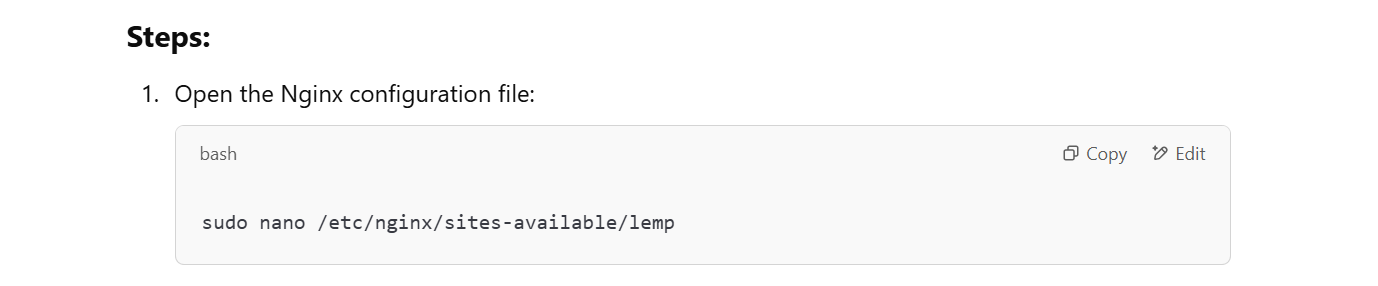 Steps:
1. Open the Nginx configuration file:
bash Copy Edit
sudo nano /etc/nginx/sites-available/lemp